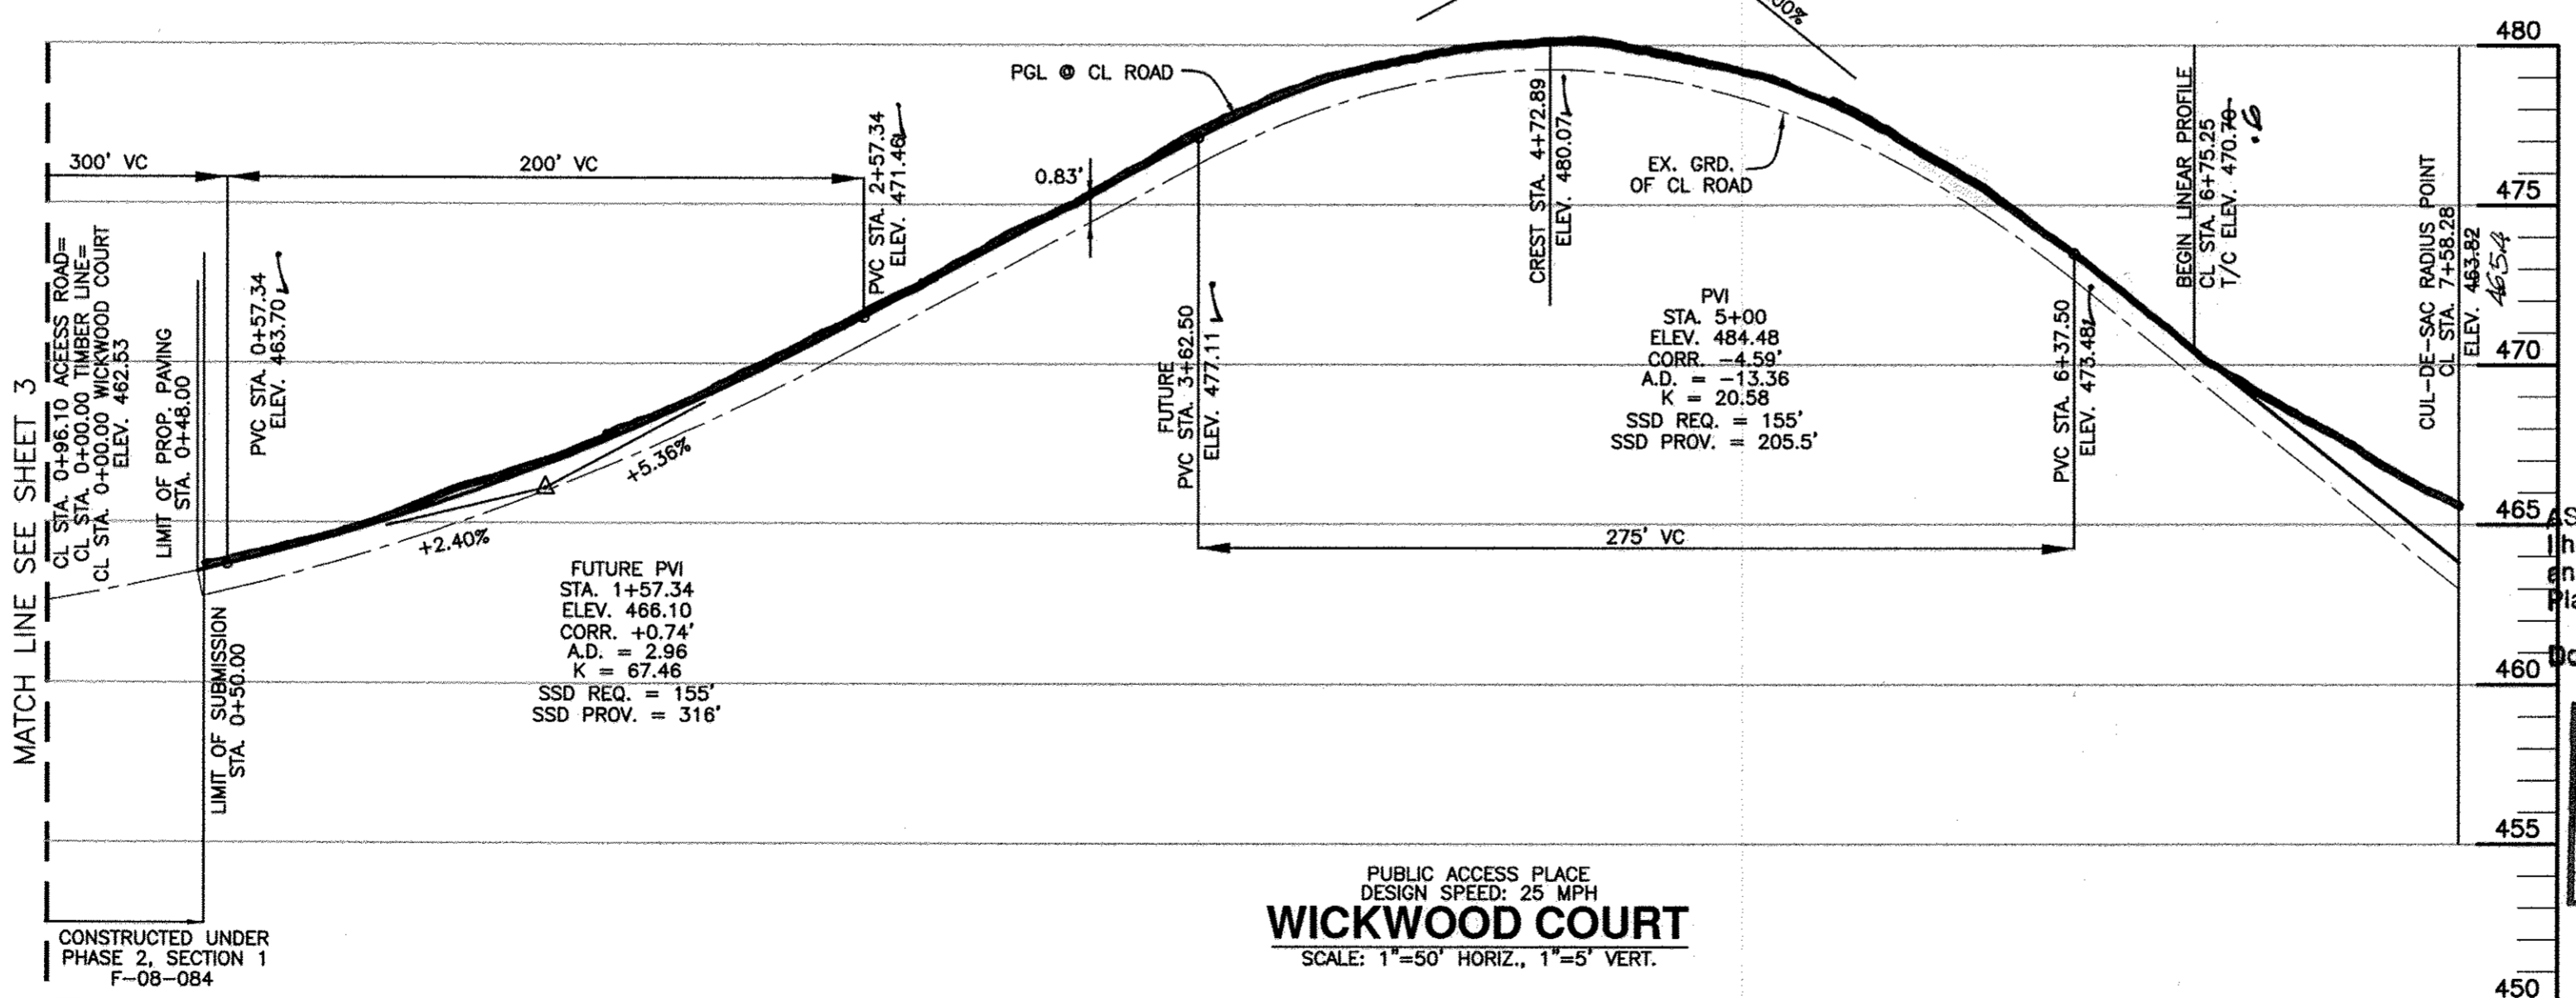 00%
480
PGL @ CL ROAD
300' VC
200' VC
PVC STA. 2+57.34
ELEV. 471.46
0.83'
CREST STA. 4+72.89
ELEV. 480.07
EX. GRD.
OF CL ROAD
BEGIN LINEAR PROFILE
CL STA. 6+75.25
T/C ELEV. 470.70
.6
475
MATCH LINE SEE SHEET 3
CL STA. 0+96.10 ACCESS ROAD=
CL STA. 0+00.00 TIMBER LINE=
CL STA. 0+00.00 WICKWOOD COURT
ELEV. 462.53
LIMIT OF PROP. PAVING
STA. 0+48.00
PVC STA. 0+57.34
ELEV. 463.70
FUTURE
PVC STA. 3+62.50
ELEV. 477.11
PVI
STA. 5+00
ELEV. 484.48
CORR. -4.59'
A.D. = -13.36
K = 20.58
SSD REQ. = 155'
SSD PROV. = 205.5'
PVC STA. 6+37.50
ELEV. 473.48
CUL-DE-SAC RADIUS POINT
CL STA. 7+58.28
ELEV. 463.82
470
+5.36%
+2.40%
275' VC
465
FUTURE PVI
STA. 1+57.34
ELEV. 466.10
CORR. +0.74'
A.D. = 2.96
K = 67.46
SSD REQ. = 155'
SSD PROV. = 316'
LIMIT OF SUBMISSION
STA. 0+50.00
460
455
PUBLIC ACCESS PLACE
DESIGN SPEED: 25 MPH
WICKWOOD COURT
SCALE: 1"=50' HORIZ., 1"=5' VERT.
CONSTRUCTED UNDER
PHASE 2, SECTION 1
F-08-084
450